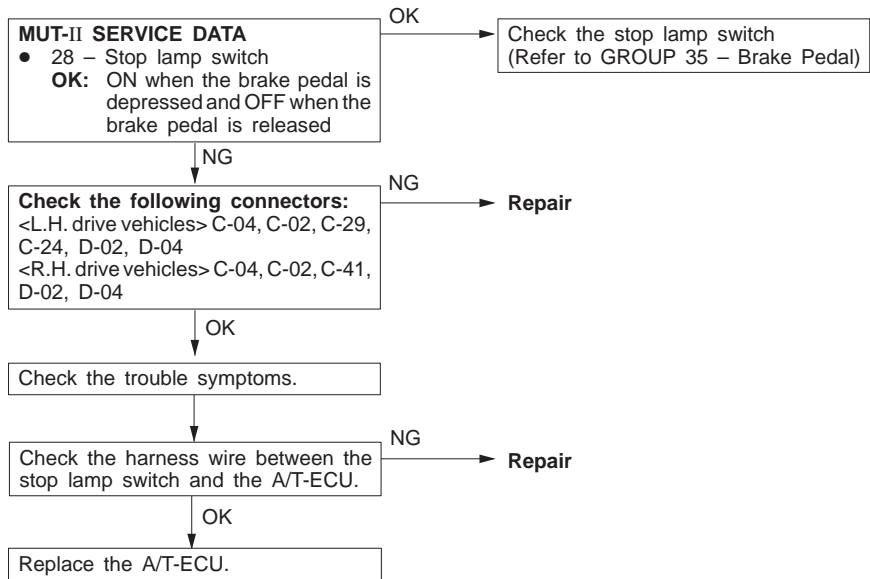 MUT-II SERVICE DATA
● 28 – Stop lamp switch
OK: ON when the brake pedal is
depressed and OFF when the
brake pedal is released
OK
Check the stop lamp switch
(Refer to GROUP 35 – Brake Pedal)
NG
Check the following connectors:
<L.H. drive vehicles> C-04, C-02, C-29,
C-24, D-02, D-04
<R.H. drive vehicles> C-04, C-02, C-41,
D-02, D-04
NG
Repair
OK
Check the trouble symptoms.
Check the harness wire between the
stop lamp switch and the A/T-ECU.
NG
Repair
OK
Replace the A/T-ECU.